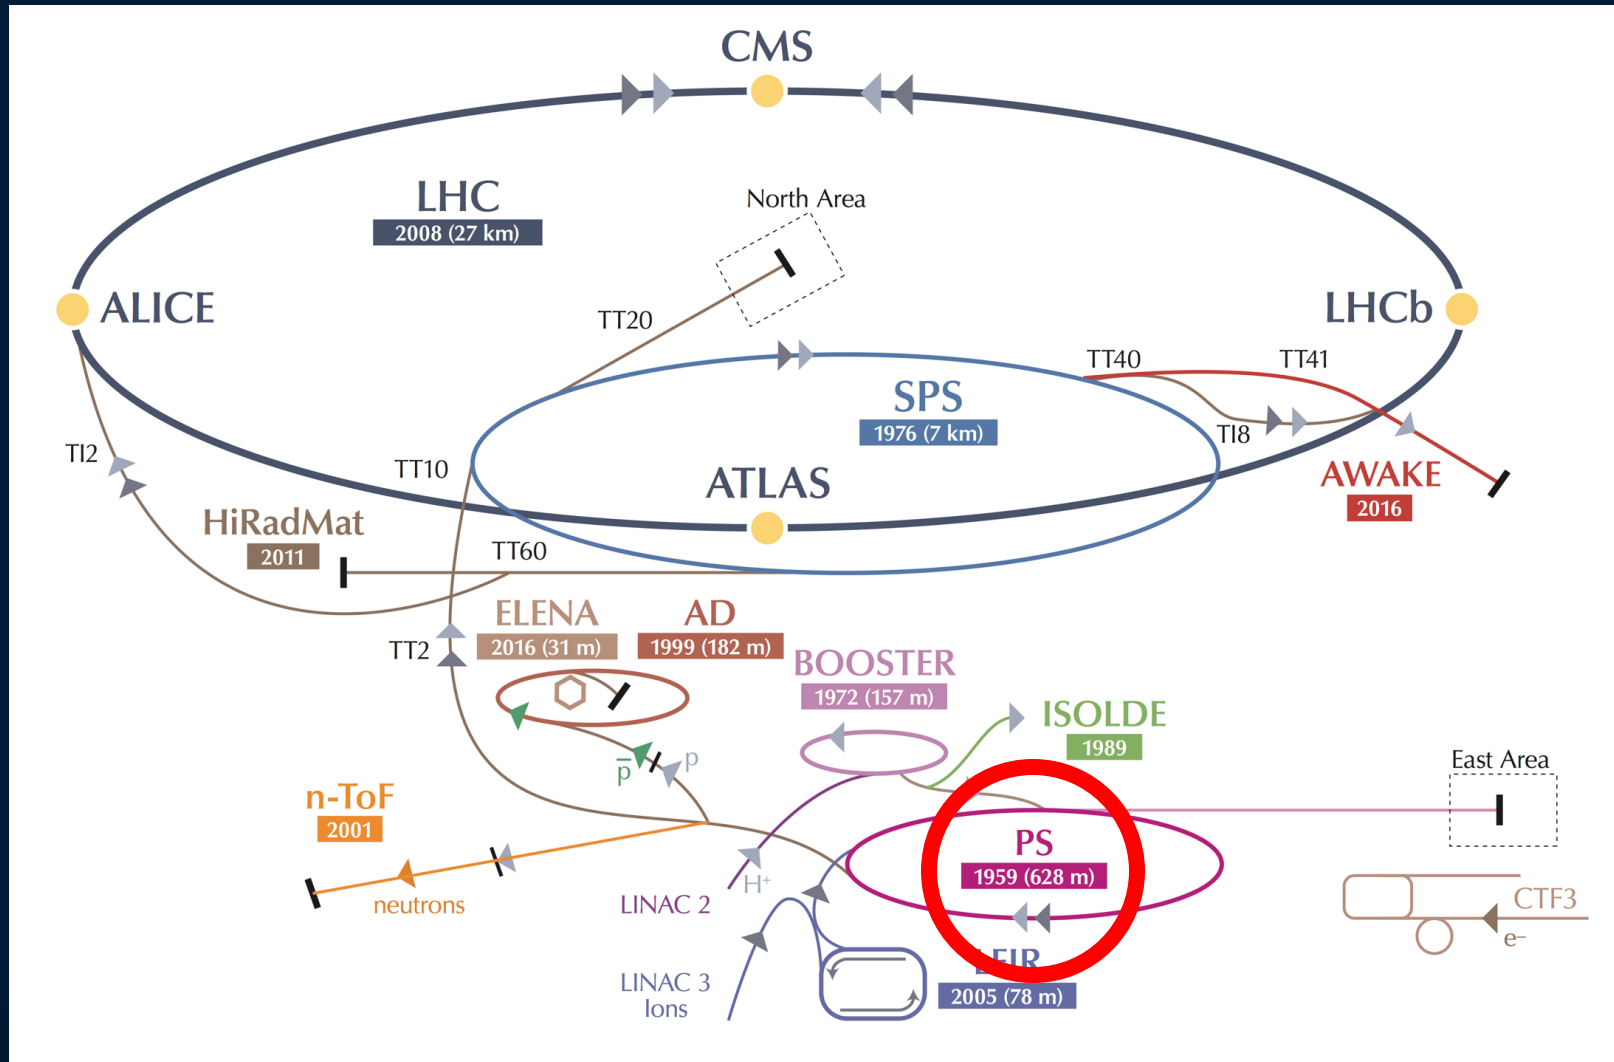 CMS
LHC
2008 (27 km)
North Area
ALICE
LHCb
TT20
TT40
TT41
SPS
1976 (7 km)
TI8
TI2
TT10
ATLAS
AWAKE
2016
HiRadMat
2011
TT60
ELENA
2016 (31 m)
AD
1999 (182 m)
TT2
BOOSTER
1972 (157 m)
ISOLDE
1989
East Area
p̅
p
n-ToF
2001
PS
1959 (628 m)
H⁺
LINAC 2
neutrons
CTF3
e⁻
LEIR
2005 (78 m)
LINAC 3
Ions